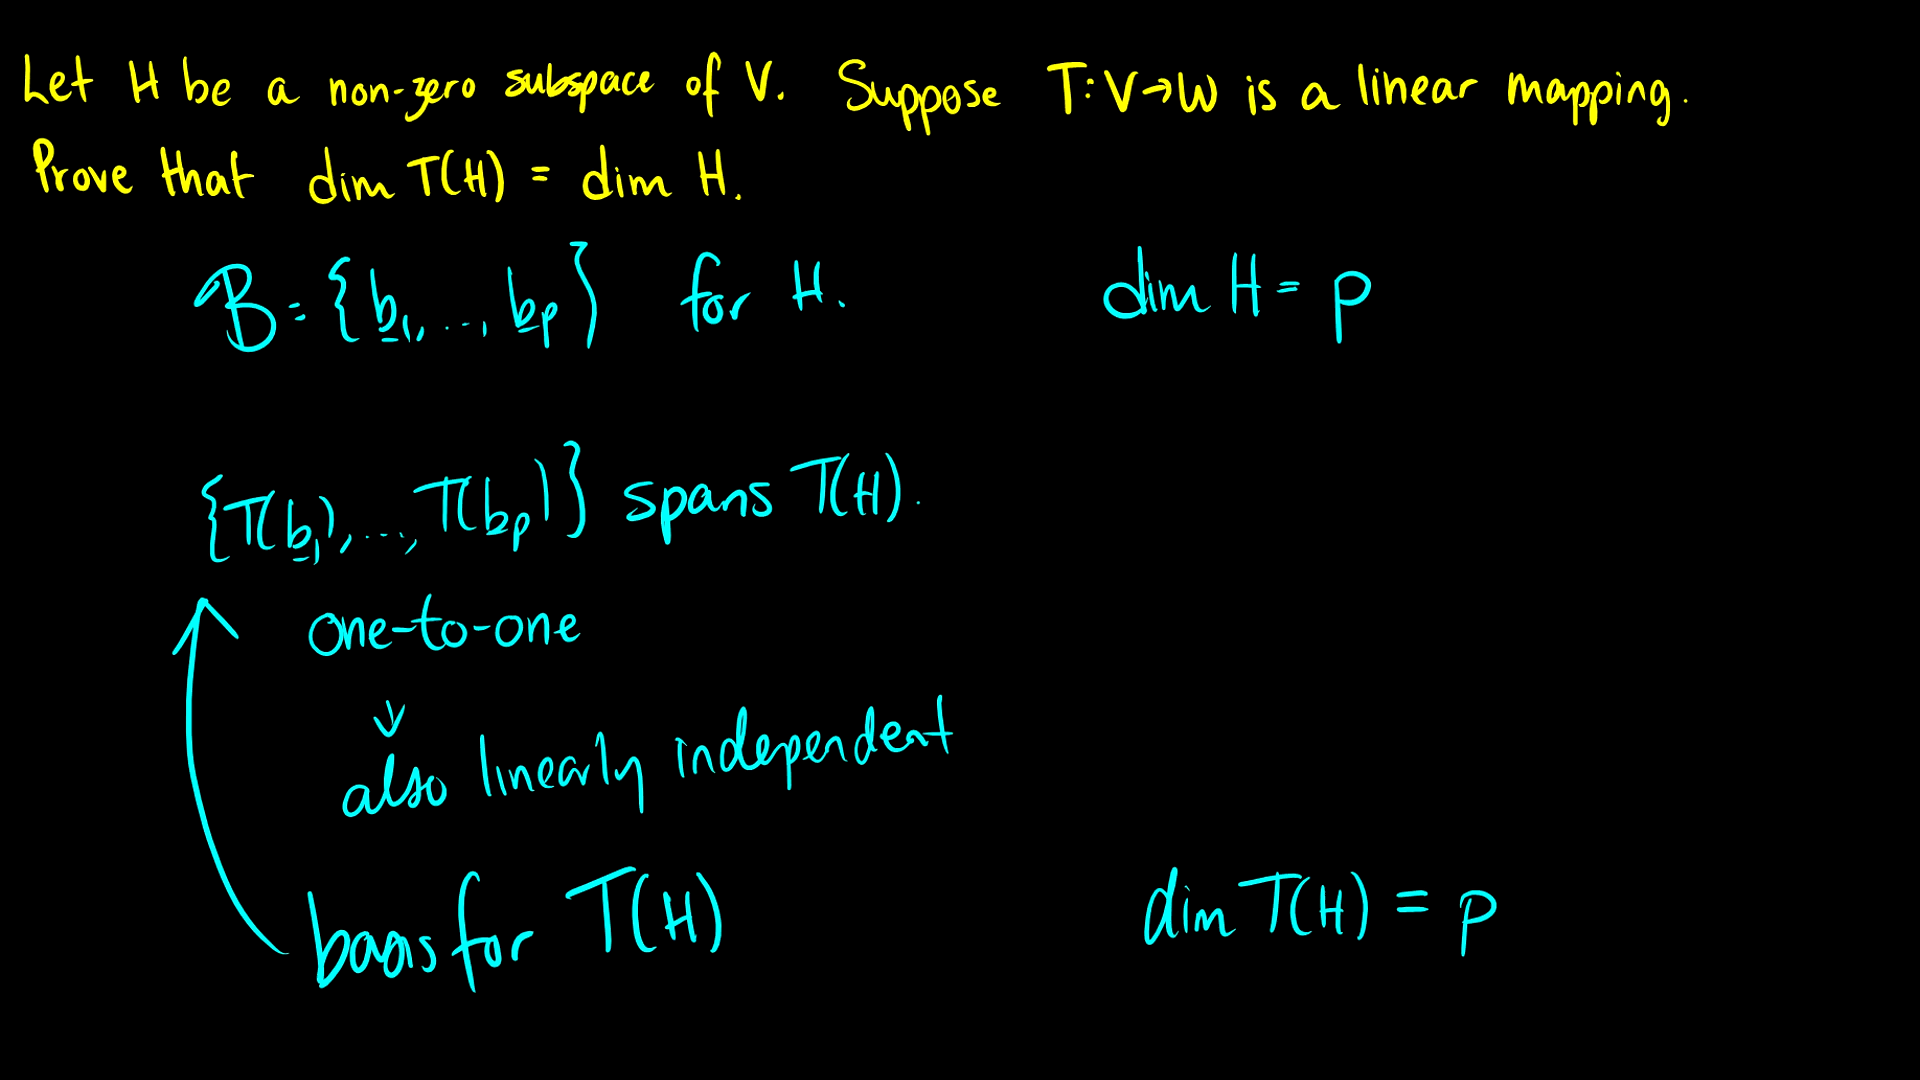 Let H be a non-zero subspace of V. Suppose T:V→W is a linear mapping.
Prove that dim T(H) = dim H.
B = {b₁, ..., bₚ} for H. dim H = p
{T(b₁), ..., T(bₚ)} spans T(H).
one-to-one
↓
also linearly independent
basis for T(H) dim T(H) = p